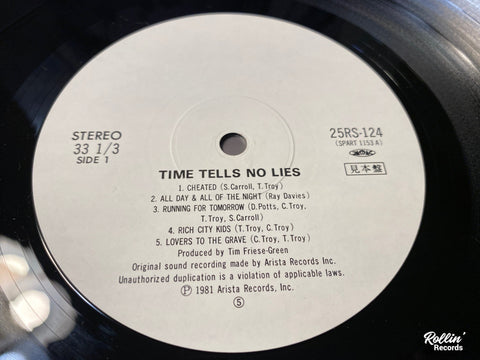 STEREO
33 1/3
SIDE 1
25RS-124
(SPART 1153 A)
見本盤
TIME TELLS NO LIES
1. CHEATED (S.Carroll, T.Troy)
2. ALL DAY & ALL OF THE NIGHT (Ray Davies)
3. RUNNING FOR TOMORROW (D.Potts, C.Troy,
T.Troy, S.Carroll)
4. RICH CITY KIDS (T.Troy, C.Troy)
5. LOVERS TO THE GRAVE (C.Troy, T.Troy)
Produced by Tim Friese-Green
Original sound recording made by Arista Records Inc.
Unauthorized duplication is a violation of applicable laws.
Ⓟ 1981 Arista Records, Inc.
⑤
Rollin'
Records